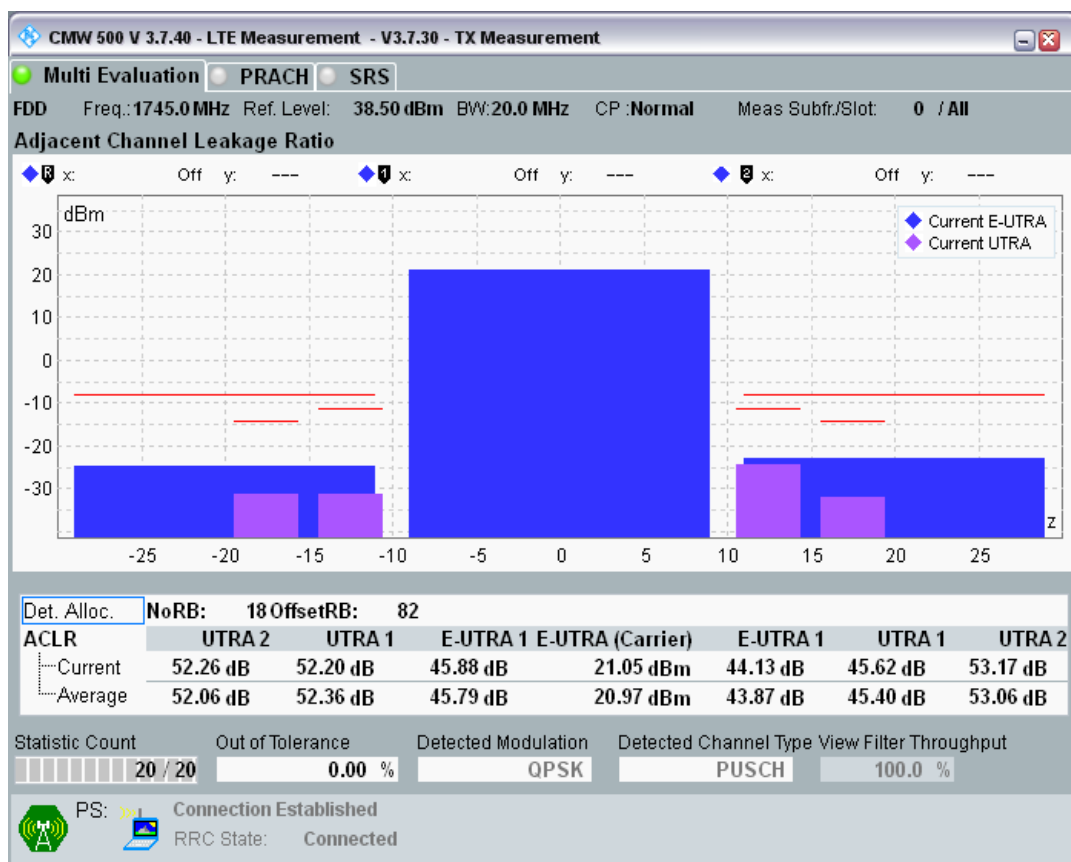 CMW 500 V 3.7.40 - LTE Measurement - V3.7.30 - TX Measurement
Multi Evaluation PRACH SRS
FDD Freq.:1745.0 MHz Ref. Level: 38.50 dBm BW:20.0 MHz CP :Normal Meas Subfr./Slot: 0 / All
Adjacent Channel Leakage Ratio
R x: Off y: --- 1 x: Off y: --- 2 x: Off y: ---
dBm
Current E-UTRA
Current UTRA
30
20
10
0
-10
-20
-30
z
-25 -20 -15 -10 -5 0 5 10 15 20 25
Det. Alloc. NoRB: 18 OffsetRB: 82
ACLR UTRA 2 UTRA 1 E-UTRA 1 E-UTRA (Carrier) E-UTRA 1 UTRA 1 UTRA 2
Current 52.26 dB 52.20 dB 45.88 dB 21.05 dBm 44.13 dB 45.62 dB 53.17 dB
Average 52.06 dB 52.36 dB 45.79 dB 20.97 dBm 43.87 dB 45.40 dB 53.06 dB
Statistic Count Out of Tolerance Detected Modulation Detected Channel Type View Filter Throughput
20 / 20 0.00 % QPSK PUSCH 100.0 %
PS: Connection Established
RRC State: Connected